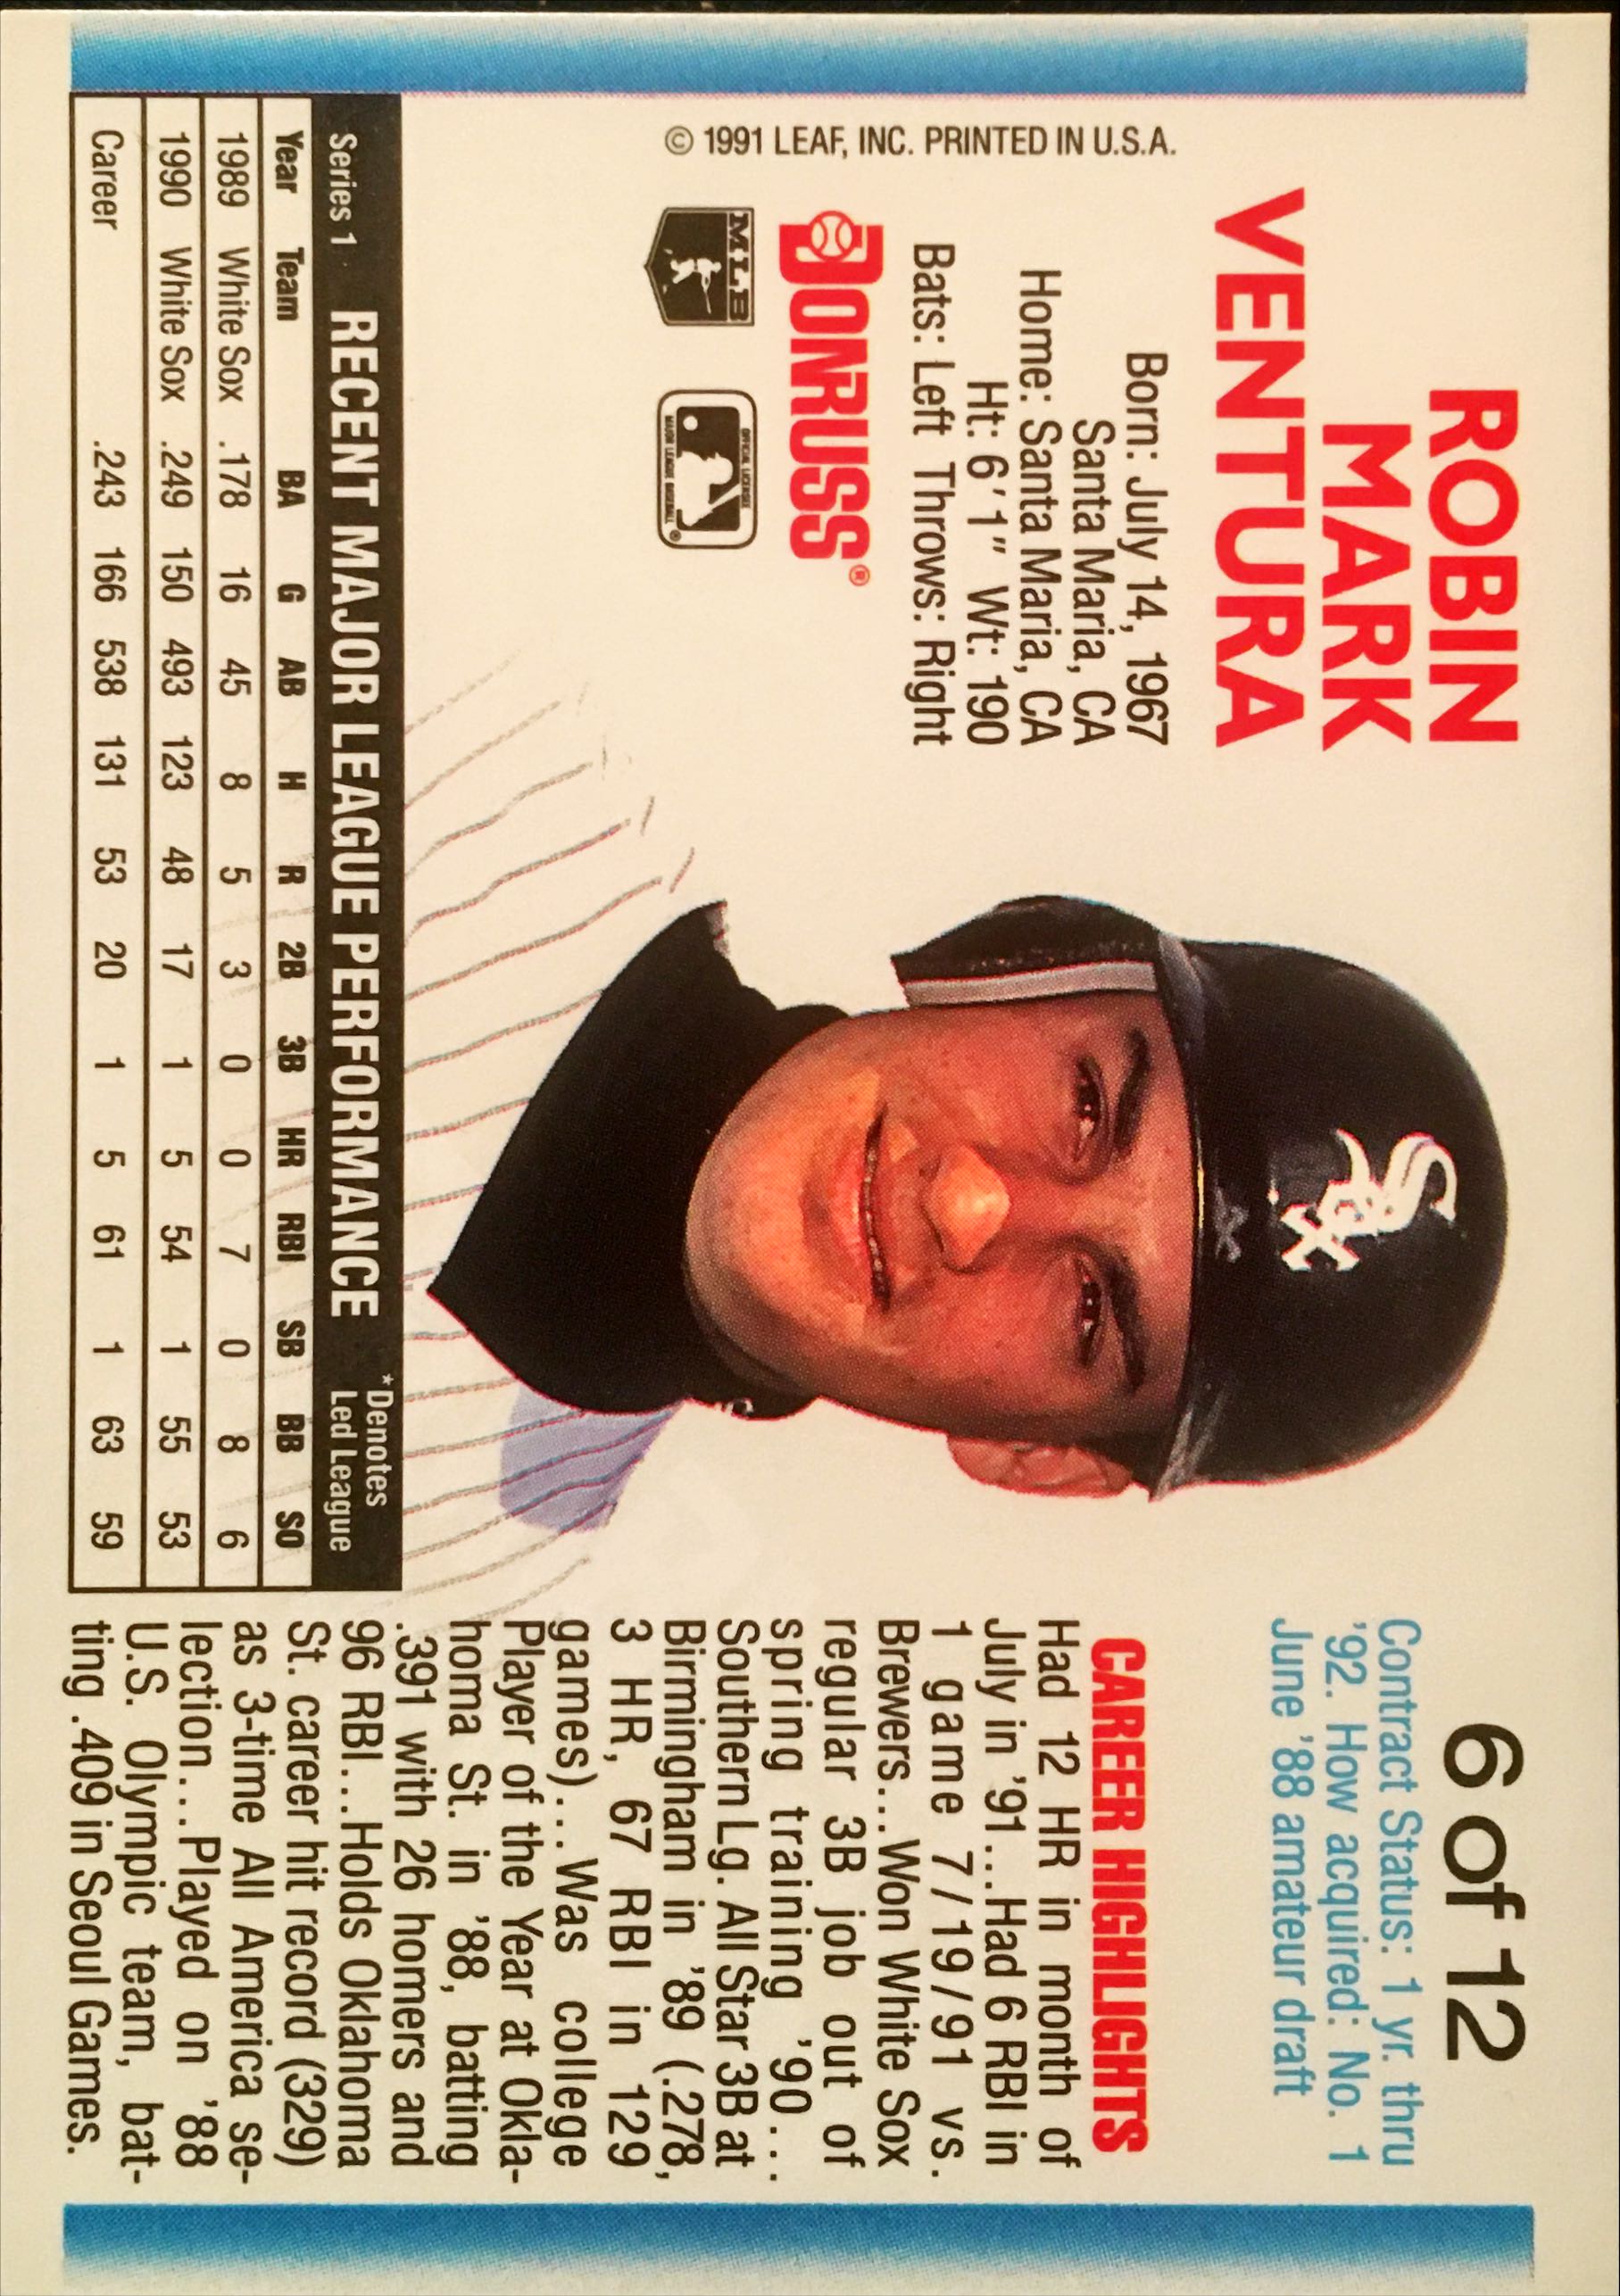 ROBIN
MARK
VENTURA
Born: July 14, 1967
Santa Maria, CA
Home: Santa Maria, CA
Ht: 6'1" Wt: 190
Bats: Left Throws: Right
DONRUSS®
MLB
OFFICIAL LICENSEE
MAJOR LEAGUE BASEBALL®
© 1991 LEAF, INC. PRINTED IN U.S.A.
Sox
6 of 12
Contract Status: 1 yr. thru
'92. How acquired: No. 1
June '88 amateur draft
CAREER HIGHLIGHTS
Had 12 HR in month of
July in '91...Had 6 RBI in
1 game 7/19/91 vs.
Brewers...Won White Sox
regular 3B job out of
spring training '90...
Southern Lg. All Star 3B at
Birmingham in '89 (.278,
3 HR, 67 RBI in 129
games)...Was college
Player of the Year at Okla-
homa St. in '88, batting
.391 with 26 homers and
96 RBI...Holds Oklahoma
St. career hit record (329)
as 3-time All America se-
lection...Played on '88
U.S. Olympic team, bat-
ting .409 in Seoul Games.
Series 1 RECENT MAJOR LEAGUE PERFORMANCE *Denotes Led League
Year Team BA G AB H R 2B 3B HR RBI SB BB SO
1989 White Sox .178 16 45 8 5 3 0 0 7 0 8 6
1990 White Sox .249 150 493 123 48 17 1 5 54 1 55 53
Career .243 166 538 131 53 20 1 5 61 1 63 59